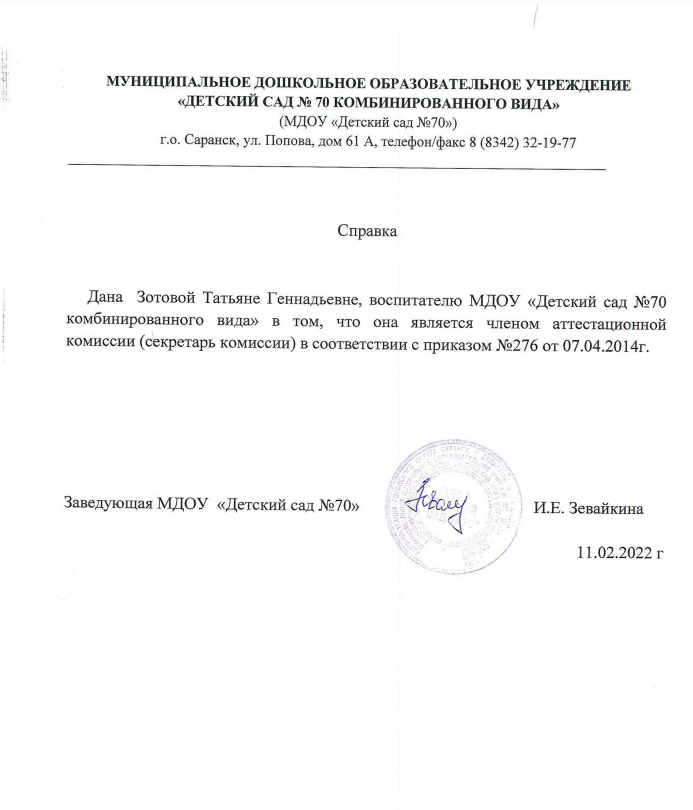 МУНИЦИПАЛЬНОЕ ДОШКОЛЬНОЕ ОБРАЗОВАТЕЛЬНОЕ УЧРЕЖДЕНИЕ
«ДЕТСКИЙ САД № 70 КОМБИНИРОВАННОГО ВИДА»
(МДОУ «Детский сад №70»)
г.о. Саранск, ул. Попова, дом 61 А, телефон/факс 8 (8342) 32-19-77
Справка
Дана Зотовой Татьяне Геннадьевне, воспитателю МДОУ «Детский сад №70
комбинированного вида» в том, что она является членом аттестационной
комиссии (секретарь комиссии) в соответствии с приказом №276 от 07.04.2014г.
Заведующая МДОУ «Детский сад №70»
И.Е. Зевайкина
11.02.2022 г